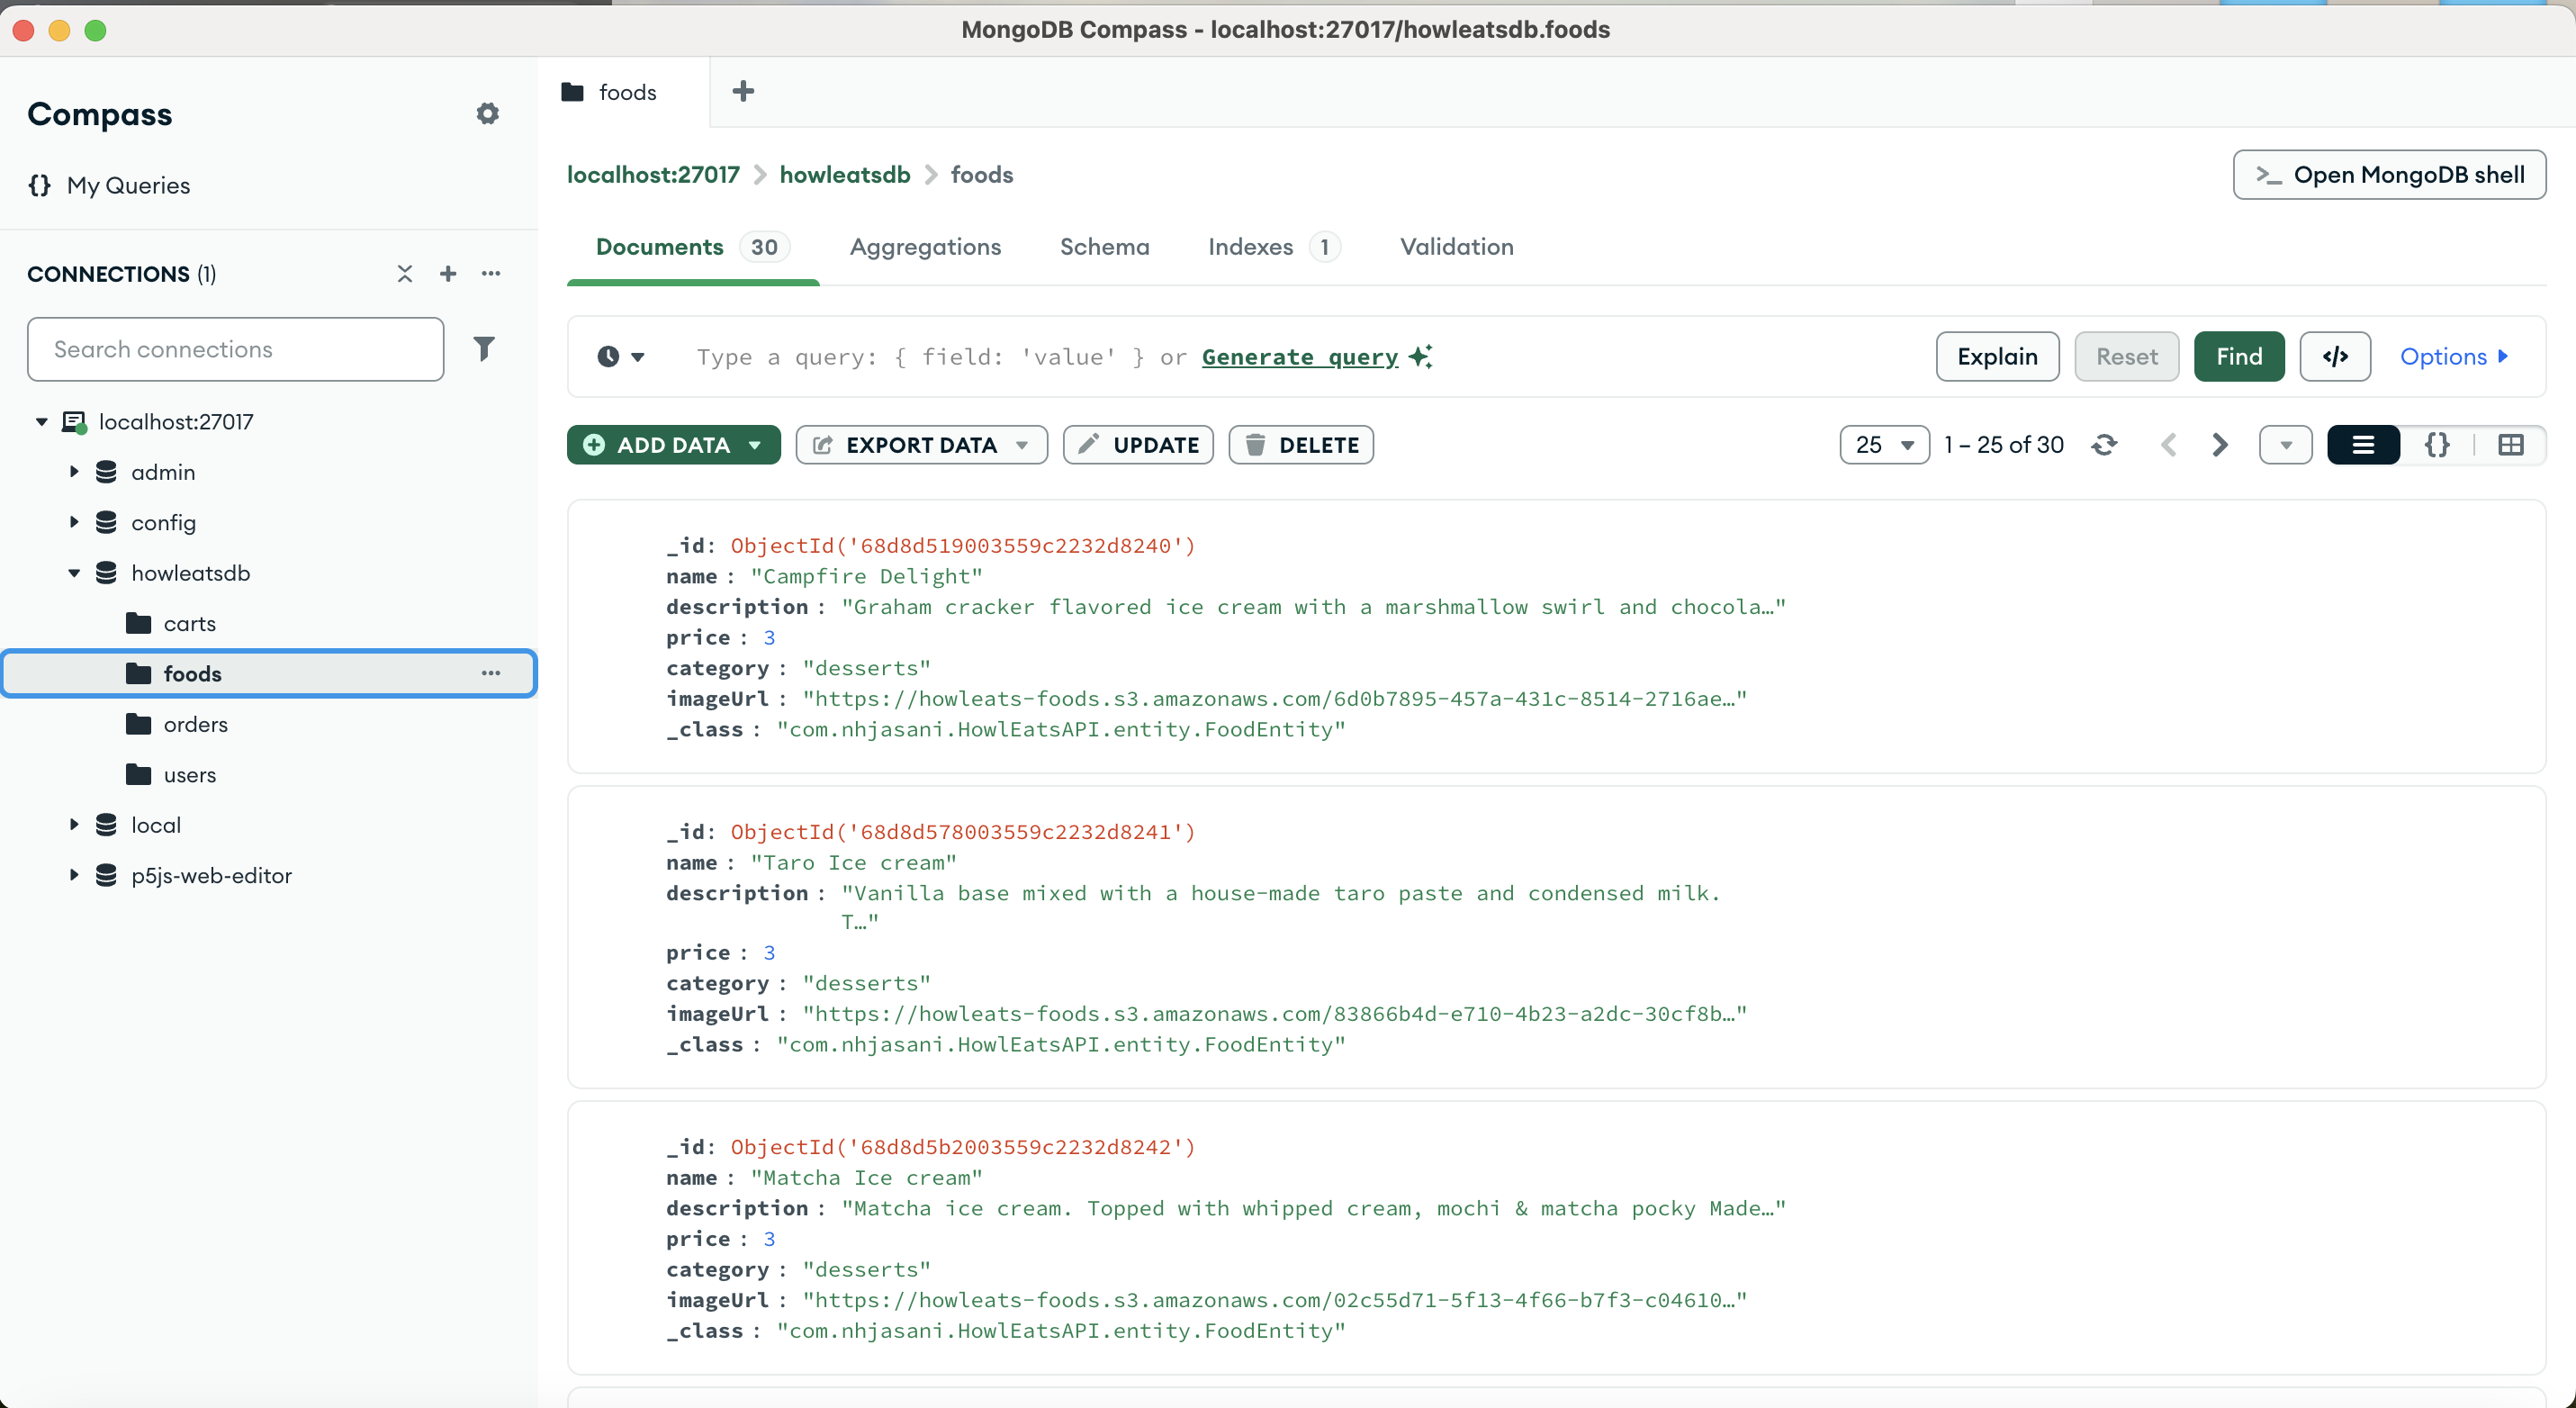 MongoDB Compass - localhost:27017/howleatsdb.foods
Compass
My Queries
CONNECTIONS (1)
Search connections
localhost:27017
admin
config
howleatsdb
carts
foods
orders
users
local
p5js-web-editor
foods
localhost:27017 howleatsdb foods
Open MongoDB shell
Documents 30 Aggregations Schema Indexes 1 Validation
Type a query: { field: 'value' } or Generate query
Explain Reset Find </> Options
ADD DATA EXPORT DATA UPDATE DELETE
25 1 – 25 of 30 {}
_id: ObjectId('68d8d519003559c2232d8240')
name : "Campfire Delight"
description : "Graham cracker flavored ice cream with a marshmallow swirl and chocola…"
price : 3
category : "desserts"
imageUrl : "https://howleats-foods.s3.amazonaws.com/6d0b7895-457a-431c-8514-2716ae…"
_class : "com.nhjasani.HowlEatsAPI.entity.FoodEntity"
_id: ObjectId('68d8d578003559c2232d8241')
name : "Taro Ice cream"
description : "Vanilla base mixed with a house-made taro paste and condensed milk.
T…"
price : 3
category : "desserts"
imageUrl : "https://howleats-foods.s3.amazonaws.com/83866b4d-e710-4b23-a2dc-30cf8b…"
_class : "com.nhjasani.HowlEatsAPI.entity.FoodEntity"
_id: ObjectId('68d8d5b2003559c2232d8242')
name : "Matcha Ice cream"
description : "Matcha ice cream. Topped with whipped cream, mochi & matcha pocky Made…"
price : 3
category : "desserts"
imageUrl : "https://howleats-foods.s3.amazonaws.com/02c55d71-5f13-4f66-b7f3-c04610…"
_class : "com.nhjasani.HowlEatsAPI.entity.FoodEntity"